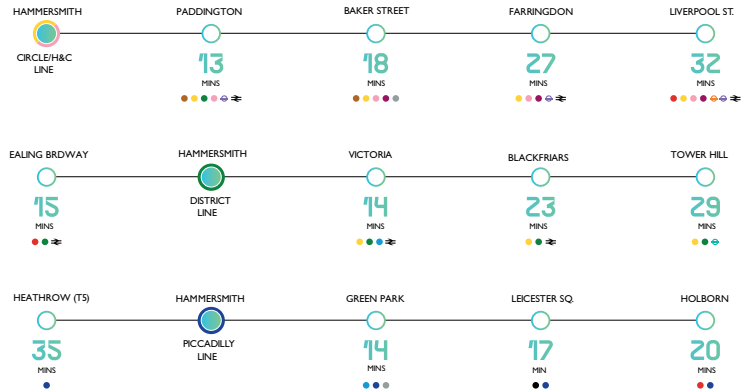 HAMMERSMITH PADDINGTON BAKER STREET FARRINGDON LIVERPOOL ST.
CIRCLE/H&C LINE 13 MINS 18 MINS 27 MINS 32 MINS
EALING BRDWAY HAMMERSMITH VICTORIA BLACKFRIARS TOWER HILL
15 MINS DISTRICT LINE 14 MINS 23 MINS 29 MINS
HEATHROW (T5) HAMMERSMITH GREEN PARK LEICESTER SQ. HOLBORN
35 MINS PICCADILLY LINE 14 MINS 17 MINS 20 MINS